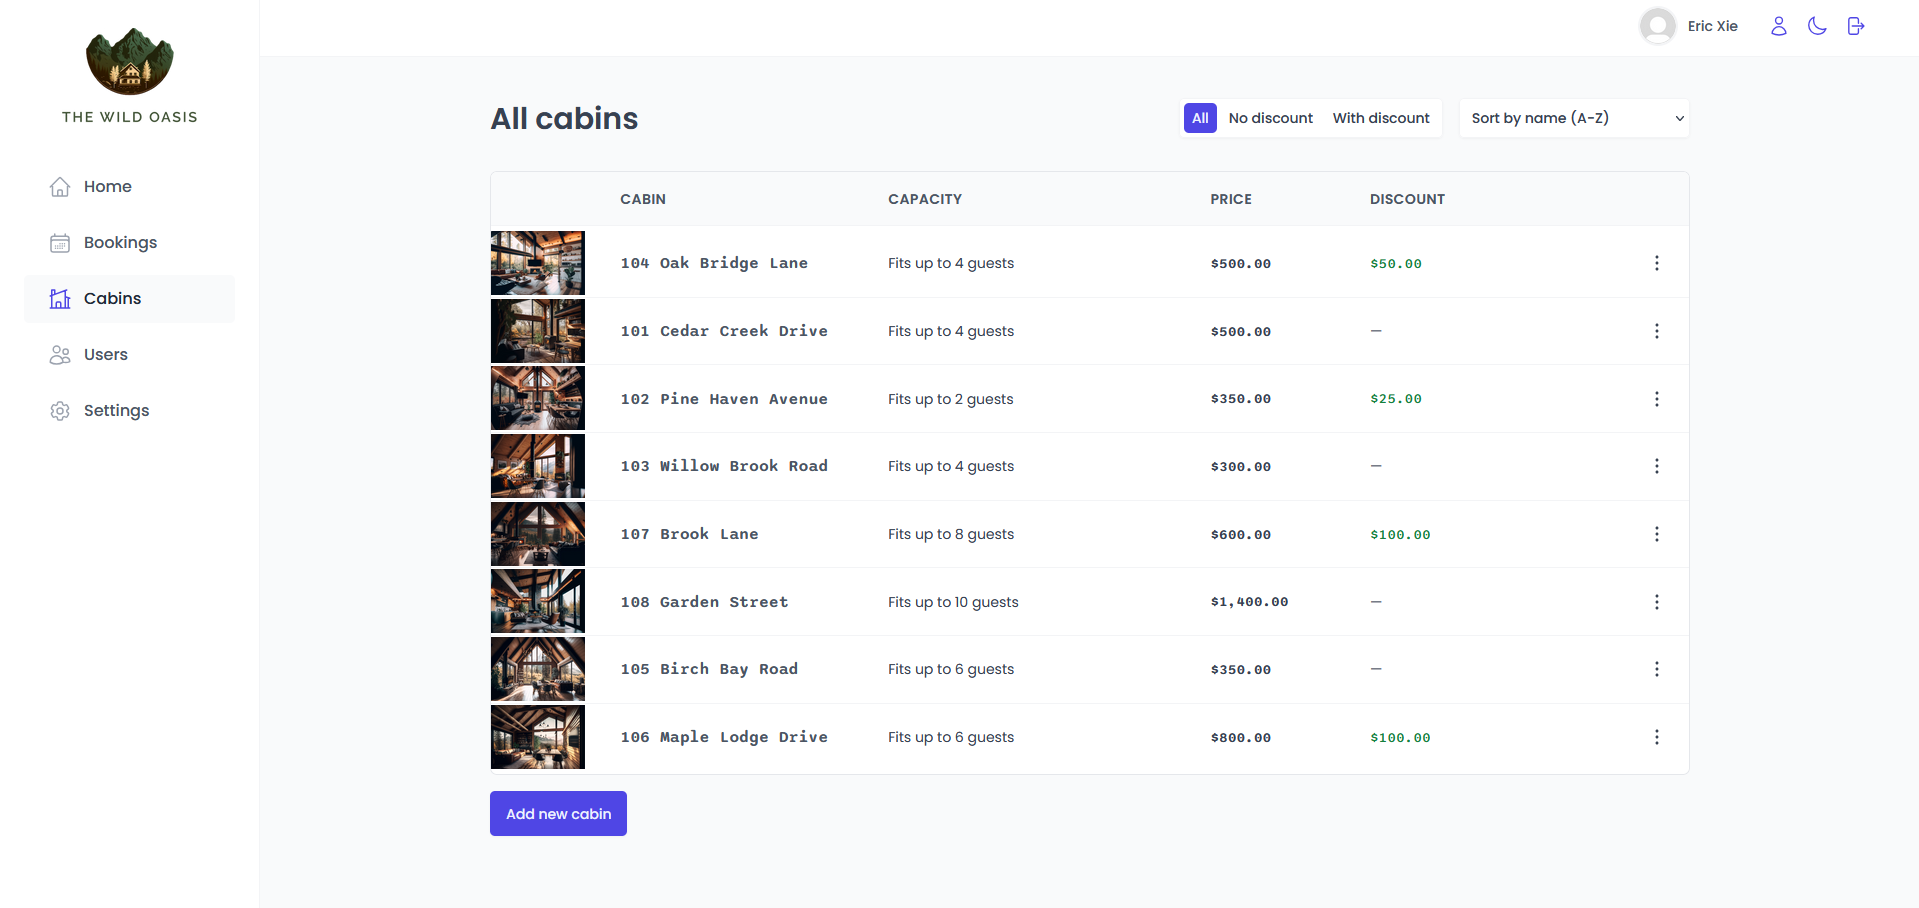 THE WILD OASIS
Home
Bookings
Cabins
Users
Settings
Eric Xie
All cabins
All No discount With discount Sort by name (A-Z)
CABIN CAPACITY PRICE DISCOUNT
104 Oak Bridge Lane Fits up to 4 guests $500.00 $50.00
101 Cedar Creek Drive Fits up to 4 guests $500.00 —
102 Pine Haven Avenue Fits up to 2 guests $350.00 $25.00
103 Willow Brook Road Fits up to 4 guests $300.00 —
107 Brook Lane Fits up to 8 guests $600.00 $100.00
108 Garden Street Fits up to 10 guests $1,400.00 —
105 Birch Bay Road Fits up to 6 guests $350.00 —
106 Maple Lodge Drive Fits up to 6 guests $800.00 $100.00
Add new cabin